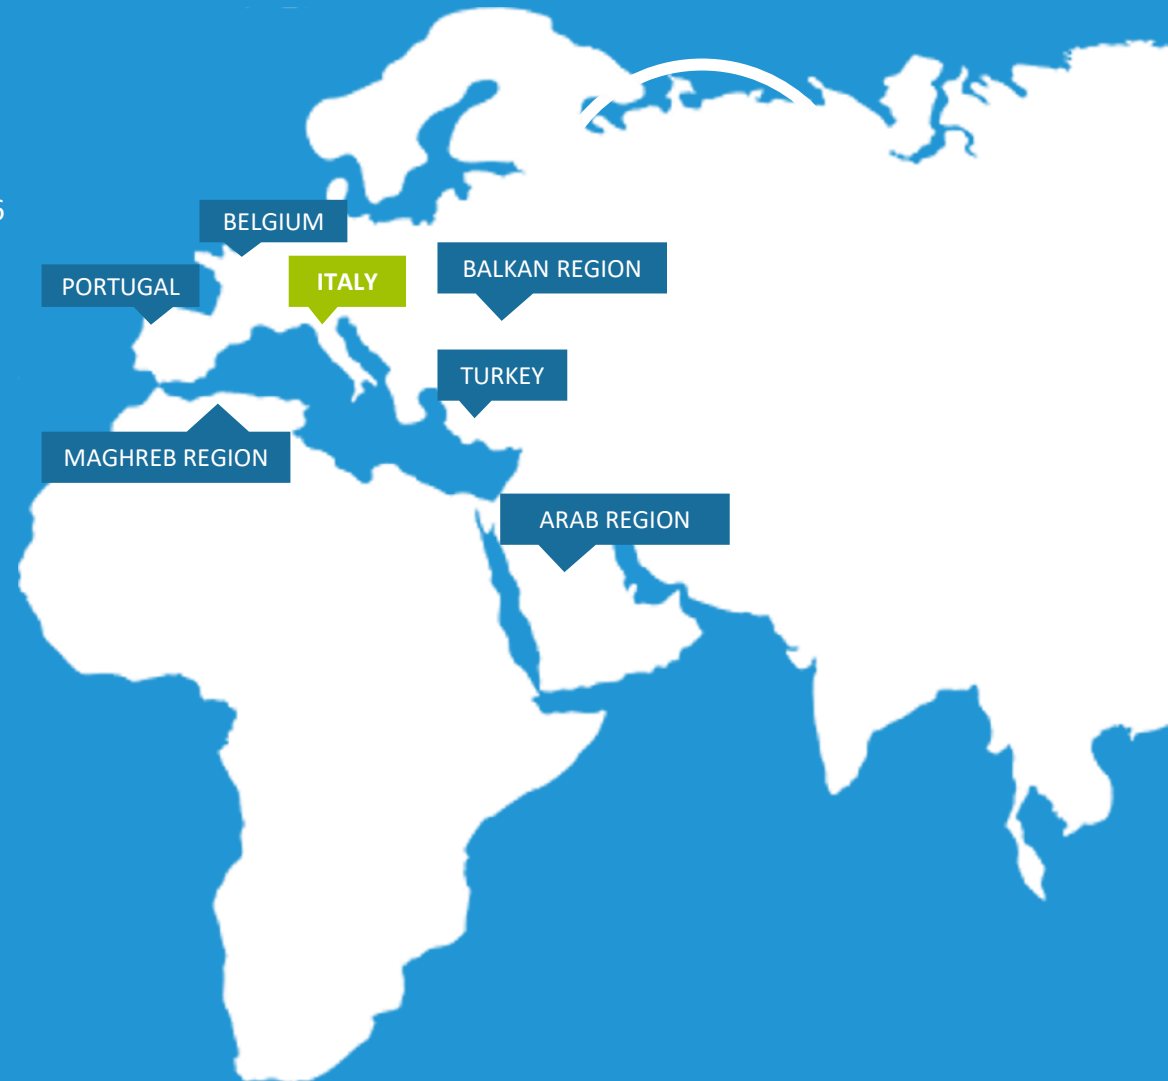 BELGIUM
BALKAN REGION
ITALY
PORTUGAL
TURKEY
MAGHREB REGION
ARAB REGION